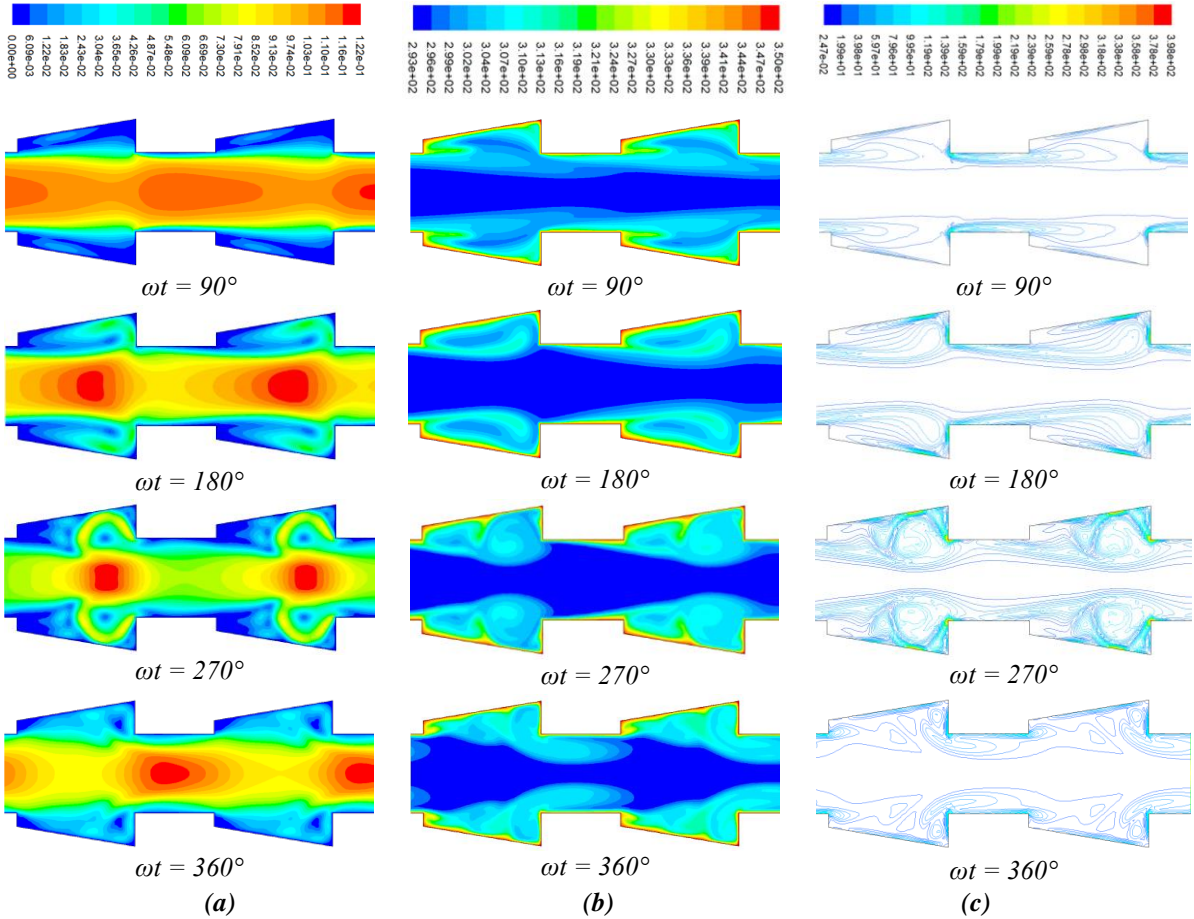 0.00e+00
6.09e-03
1.22e-02
1.83e-02
2.43e-02
3.04e-02
3.65e-02
4.26e-02
4.87e-02
5.48e-02
6.09e-02
6.69e-02
7.30e-02
7.91e-02
8.52e-02
9.13e-02
9.74e-02
1.03e-01
1.10e-01
1.16e-01
1.22e-01
2.93e+02
2.96e+02
2.99e+02
3.02e+02
3.04e+02
3.07e+02
3.10e+02
3.13e+02
3.16e+02
3.19e+02
3.21e+02
3.24e+02
3.27e+02
3.30e+02
3.33e+02
3.36e+02
3.39e+02
3.41e+02
3.44e+02
3.47e+02
3.50e+02
2.47e-02
1.99e+01
3.98e+01
5.97e+01
7.96e+01
9.95e+01
1.19e+02
1.39e+02
1.59e+02
1.79e+02
1.99e+02
2.19e+02
2.39e+02
2.59e+02
2.78e+02
3.18e+02
3.38e+02
3.58e+02
3.78e+02
3.98e+02
ωt = 90°
ωt = 90°
ωt = 90°
ωt = 180°
ωt = 180°
ωt = 180°
ωt = 270°
ωt = 270°
ωt = 270°
ωt = 360°
ωt = 360°
ωt = 360°
(a)
(b)
(c)